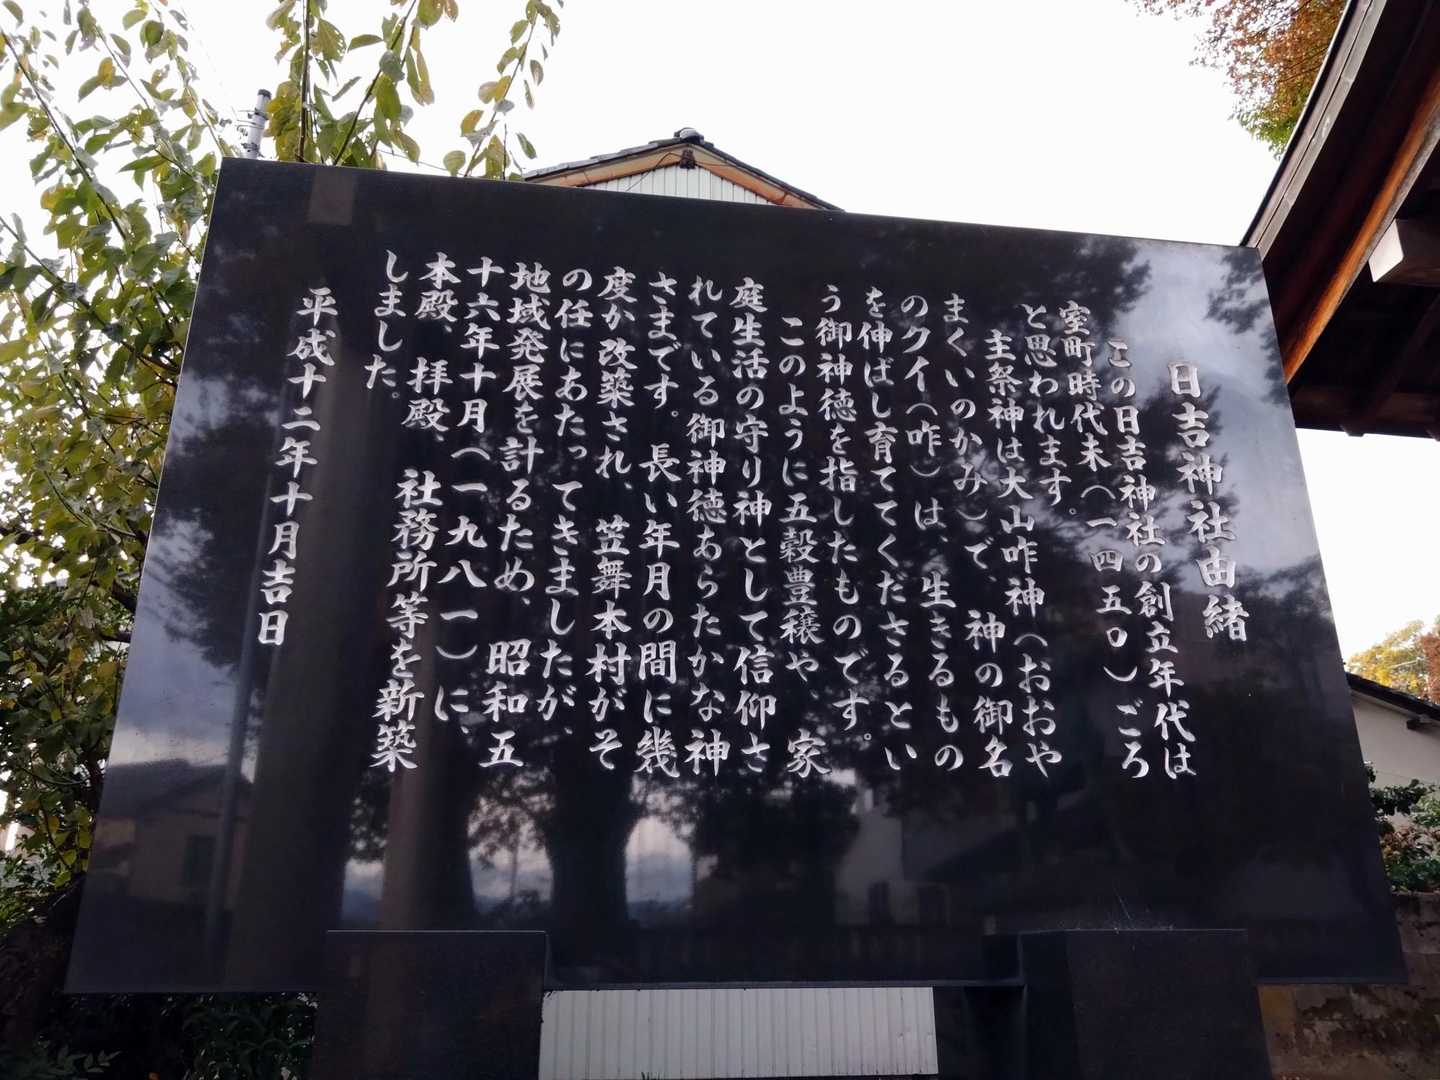 日吉神社由緒
この日吉神社の創立年代は
室町時代末（一四五〇）ごろ
と思われます。
主祭神は大山咋神（おおや
まくいのかみ）で、神の御名
のクイ（咋）は、生きるもの
を伸ばし育ててくださるとい
う御神徳を指したものです。
このように五穀豊穣や、家
庭生活の守り神として信仰さ
れている御神徳あらたかな神
さまです。長い年月の間に幾
度か改築され、笠舞本村がそ
の任にあたってきましたが、
地域発展を計るため、昭和五
十六年十月（一九八一）に、
本殿、拝殿、社務所等を新築
しました。
平成十二年十月吉日